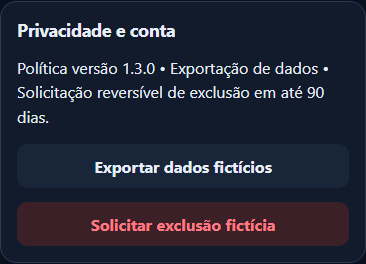 Privacidade e conta
Política versão 1.3.0 • Exportação de dados •
Solicitação reversível de exclusão em até 90
dias.
Exportar dados fictícios
Solicitar exclusão fictícia